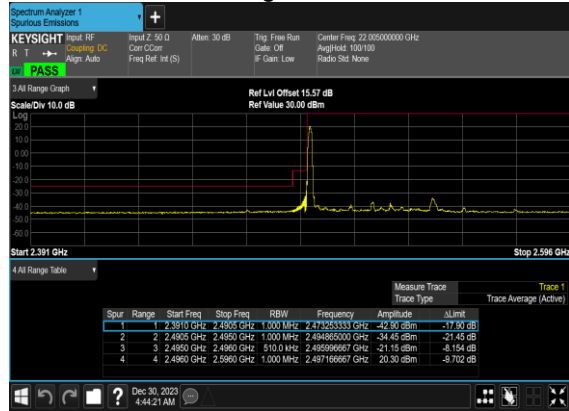 Spectrum Analyzer 1
Spurious Emissions
KEYSIGHT
R T
Input: RF
Coupling: DC
Align: Auto
Input Z: 50 Ω
Corr CCorr
Freq Ref: Int (S)
Atten: 30 dB
Trig: Free Run
Gate: Off
IF Gain: Low
Center Freq: 22.005000000 GHz
Avg|Hold: 100/100
Radio Std: None
PASS
3 All Range Graph
Ref Lvl Offset 15.57 dB
Scale/Div 10.0 dB
Ref Value 30.00 dBm
Log
20.0
10.0
0.00
-10.0
-20.0
-30.0
-40.0
-50.0
-60.0
Start 2.391 GHz
Stop 2.596 GHz
4 All Range Table
Measure Trace Trace 1
Trace Type Trace Average (Active)
Spur Range Start Freq Stop Freq RBW Frequency Amplitude ΔLimit
1 1 2.3910 GHz 2.4905 GHz 1.000 MHz 2.473253333 GHz -42.90 dBm -17.90 dB
2 2 2.4905 GHz 2.4950 GHz 1.000 MHz 2.494865000 GHz -34.45 dBm -21.45 dB
3 3 2.4950 GHz 2.4960 GHz 510.0 kHz 2.495996667 GHz -21.15 dBm -8.154 dB
4 4 2.4960 GHz 2.5960 GHz 1.000 MHz 2.497166667 GHz 20.30 dBm -9.702 dB
?
Dec 30, 2023
4:44:21 AM